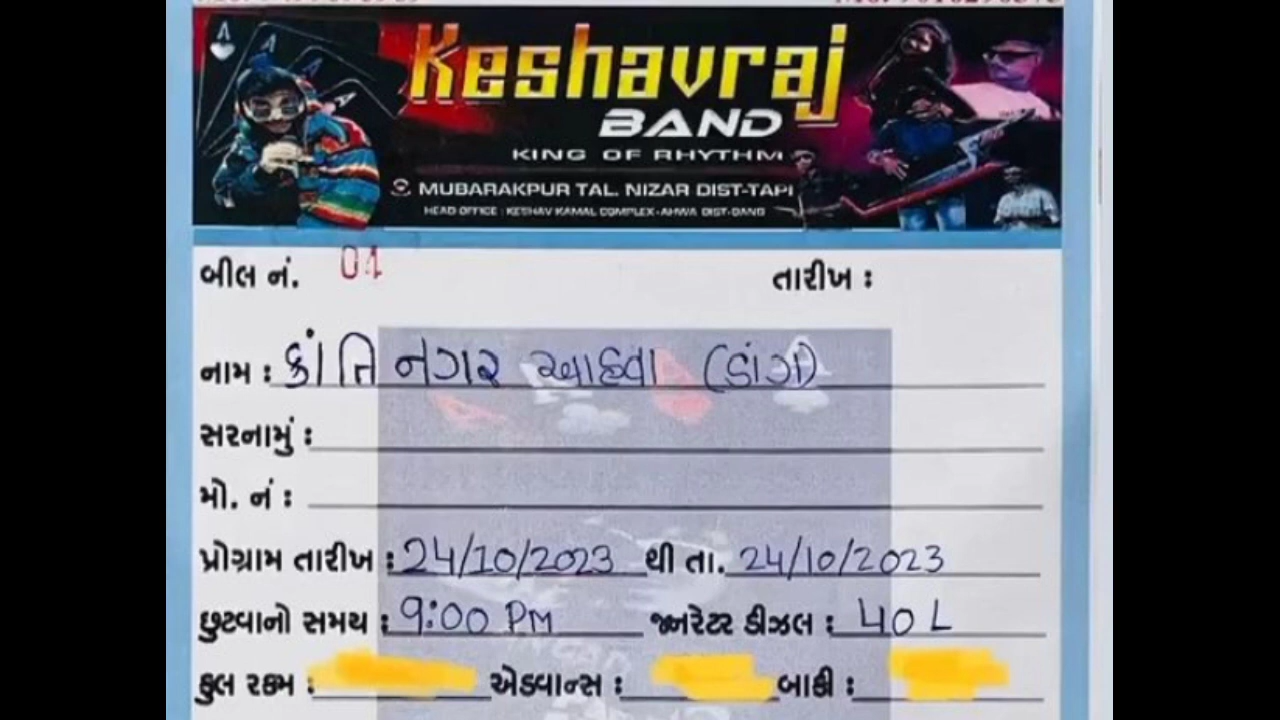 Keshavraj
BAND
KING OF RHYTHM
MUBARAKPUR TAL. NIZAR DIST-TAPI
HEAD OFFICE : KESHAV KAMAL COMPLEX - AHWA DIST-DANG
બીલ નં. 04 તારીખ :
નામ : ક્રાંતિ નગર આહવા (ડાંગ)
સરનામું :
મો. નં :
પ્રોગ્રામ તારીખ : 24/10/2023 થી તા. 24/10/2023
છુટવાનો સમય : 9:00 PM જનરેટર ડીઝલ : 40 L
કુલ રકમ : એડવાન્સ : બાકી :